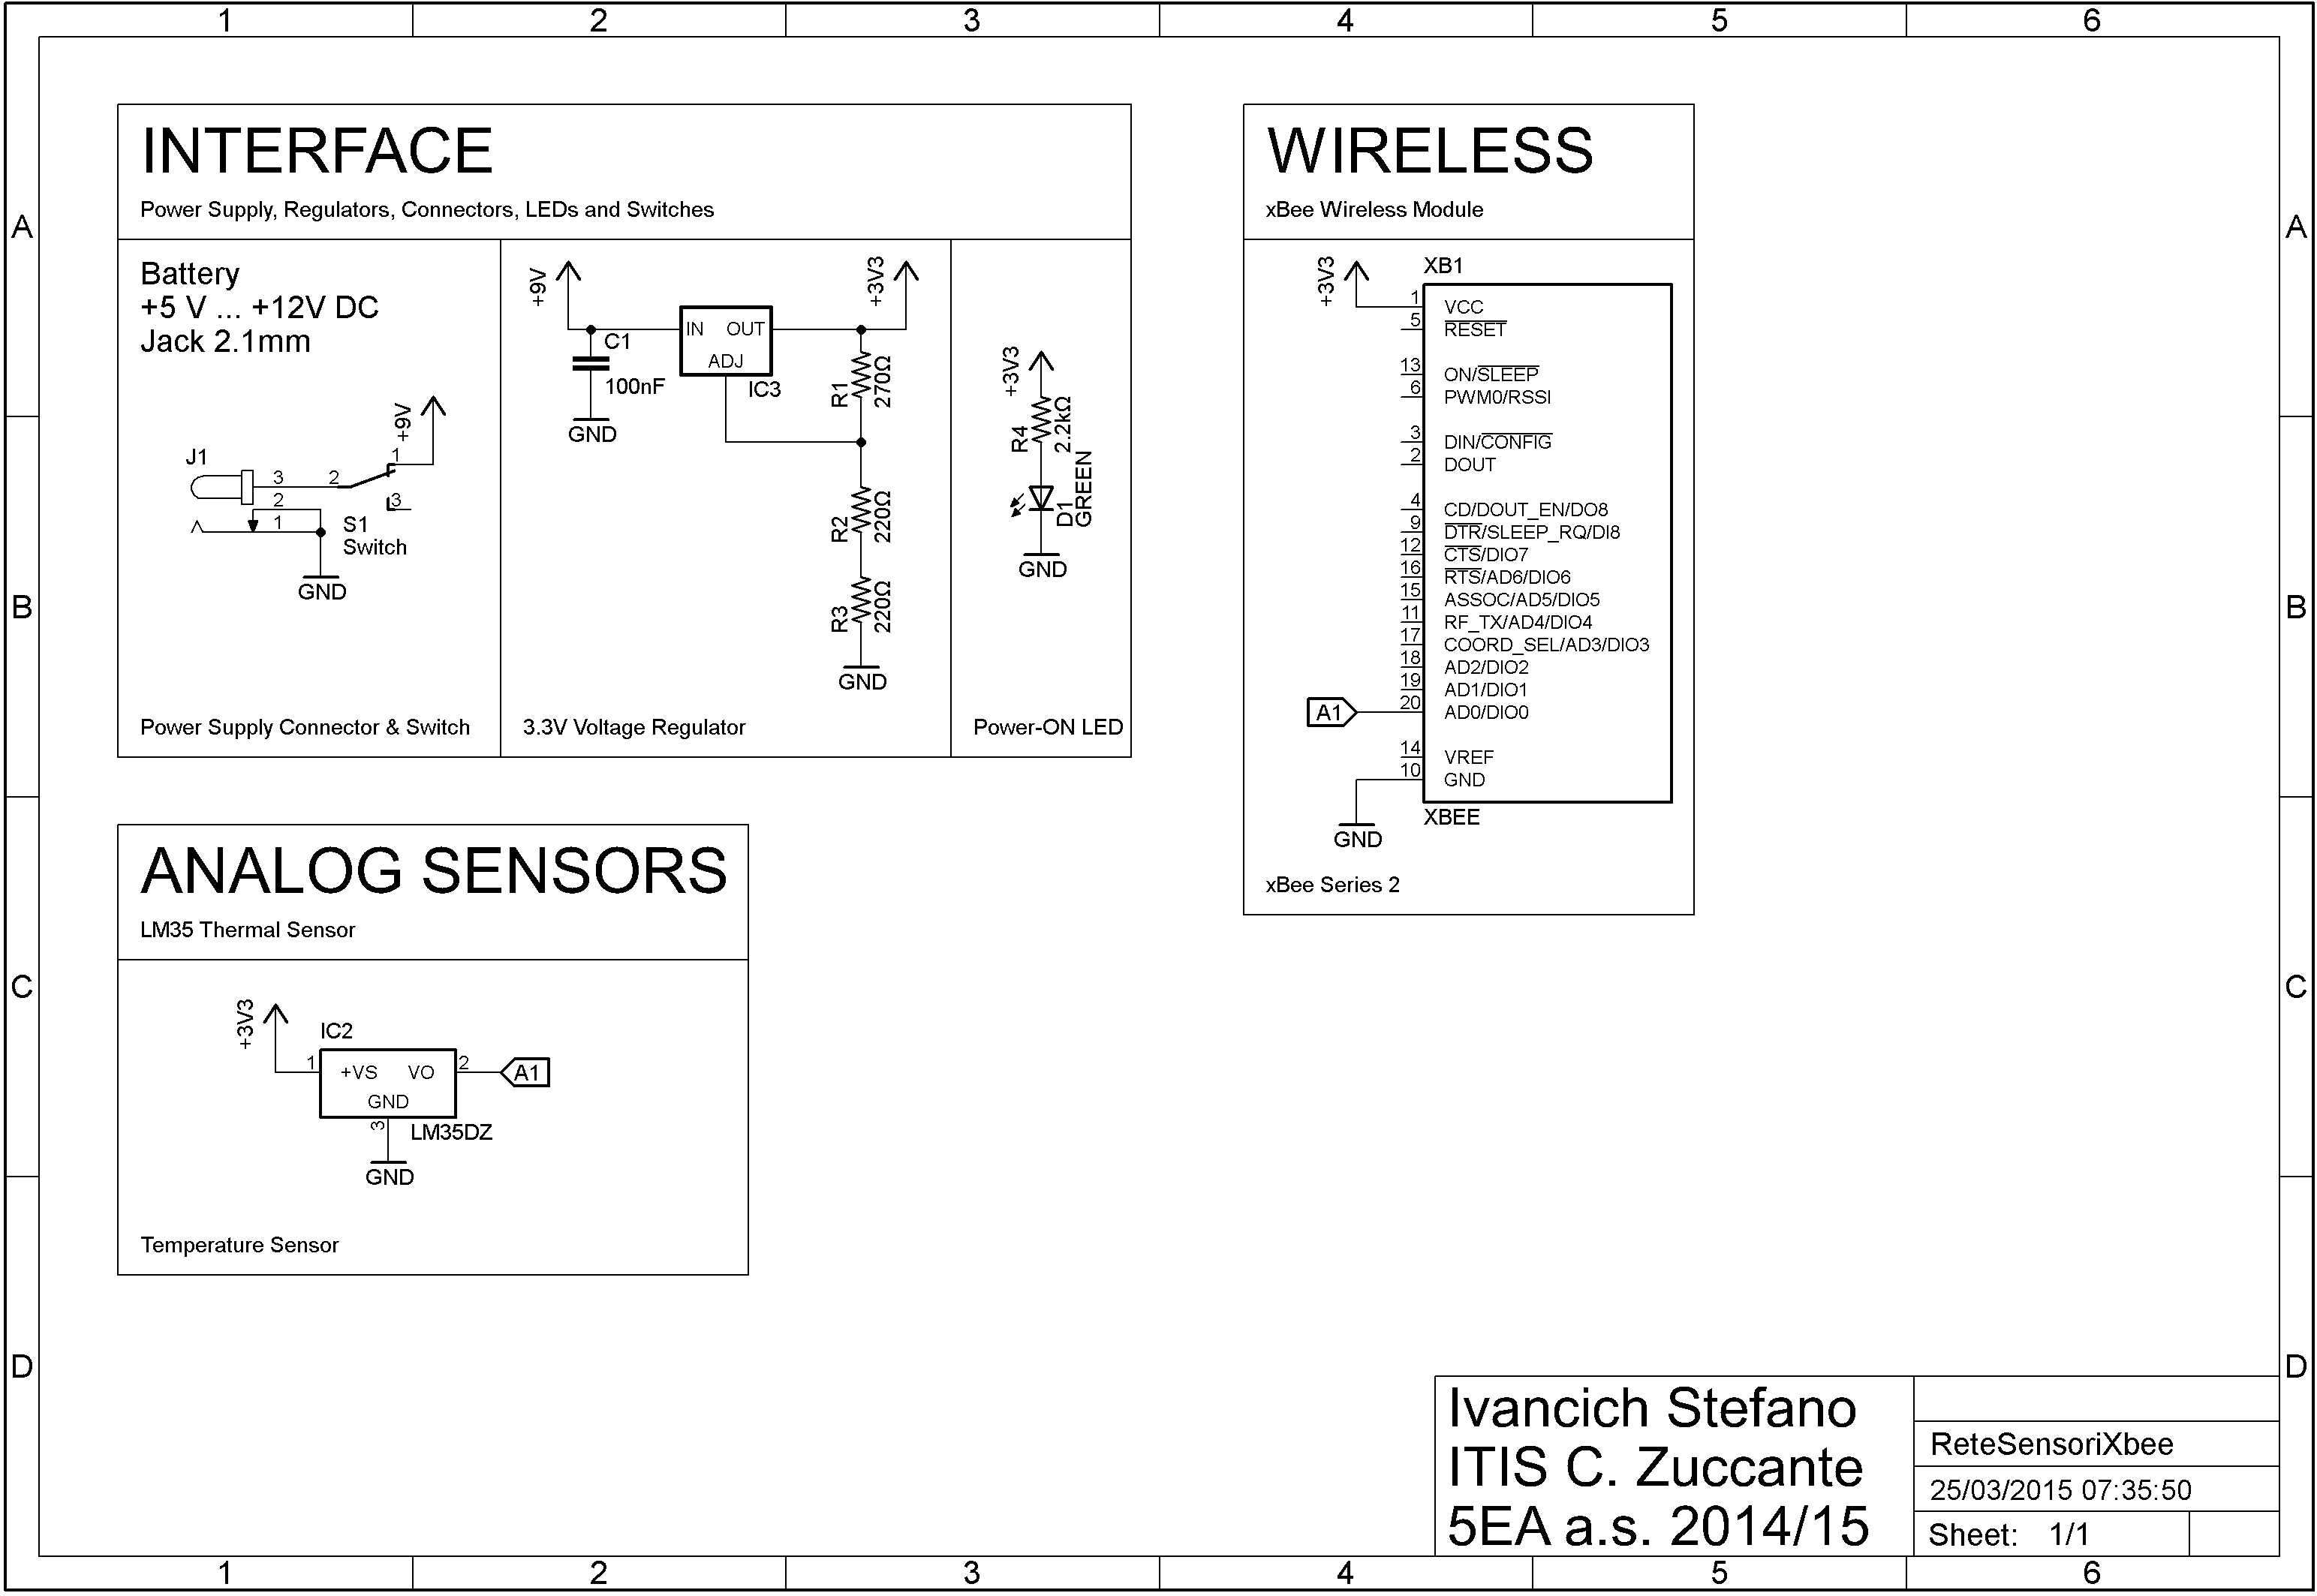 1 2 3 4 5 6
A A
B B
C C
D D
INTERFACE
Power Supply, Regulators, Connectors, LEDs and Switches
Battery
+5 V ... +12V DC
Jack 2.1mm
+9V
J1
3
2
1
2
1
3
S1
Switch
GND
Power Supply Connector & Switch
+9V
C1
100nF
GND
IN OUT
ADJ
IC3
+3V3
R1
270Ω
R2
220Ω
R3
220Ω
GND
3.3V Voltage Regulator
+3V3
R4
2.2kΩ
D1
GREEN
GND
Power-ON LED
WIRELESS
xBee Wireless Module
+3V3
XB1
1 VCC
5 RESET
13 ON/SLEEP
6 PWM0/RSSI
3 DIN/CONFIG
2 DOUT
4 CD/DOUT_EN/DO8
9 DTR/SLEEP_RQ/DI8
12 CTS/DIO7
16 RTS/AD6/DIO6
15 ASSOC/AD5/DIO5
11 RF_TX/AD4/DIO4
17 COORD_SEL/AD3/DIO3
18 AD2/DIO2
19 AD1/DIO1
A1 20 AD0/DIO0
14 VREF
10 GND
XBEE
GND
xBee Series 2
ANALOG SENSORS
LM35 Thermal Sensor
+3V3
IC2
1 +VS VO 2 A1
GND
3
LM35DZ
GND
Temperature Sensor
Ivancich Stefano
ITIS C. Zuccante
5EA a.s. 2014/15
ReteSensoriXbee
25/03/2015 07:35:50
Sheet: 1/1
1 2 3 4 5 6